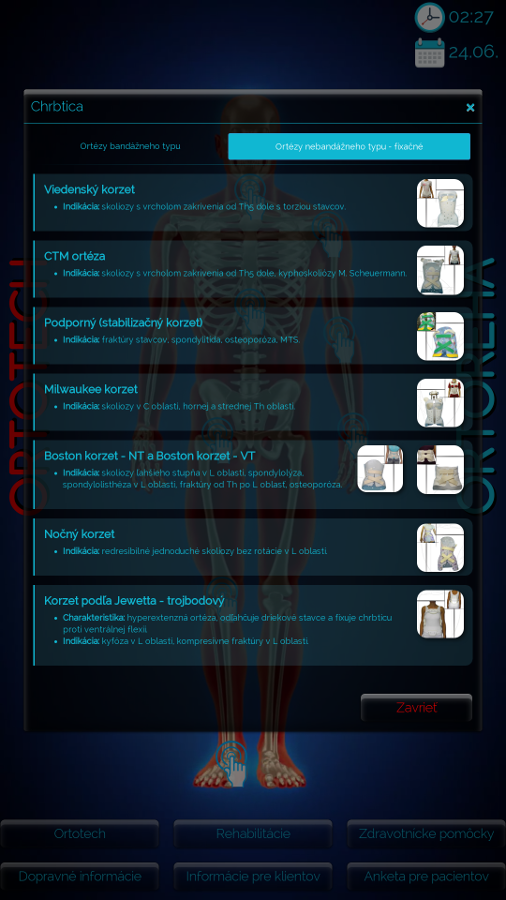 02:27
24.06.
Chrbtica
×
Ortézy bandážneho typu
Ortézy nebandážneho typu - fixačné
Viedenský korzet
• Indikácia: skoliózy s vrcholom zakrivenia od Th5 dole s torziou stavcov.
CTM ortéza
• Indikácia: skoliózy s vrcholom zakrivenia od Th5 dole, kyphoskoliózy M. Scheuermann.
Podporný (stabilizačný korzet)
• Indikácia: fraktúry stavcov, spondylitída, osteoporóza, MTS.
Milwaukee korzet
• Indikácia: skoliózy v C oblasti, hornej a strednej Th oblasti.
Boston korzet - NT a Boston korzet - VT
• Indikácia: skoliózy ľahšieho stupňa v L oblasti, spondylolýza,
spondylolisthéza v L oblasti, fraktúry od Th po L oblasť, osteoporóza.
Nočný korzet
• Indikácia: redresibilné jednoduché skoliózy bez rotácie v L oblasti.
Korzet podľa Jewetta - trojbodový
• Charakteristika: hyperextenzná ortéza, odľahčuje driekové stavce a fixuje chrbticu
proti ventrálnej flexii.
• Indikácia: kyfóza v L oblasti, kompresívne fraktúry v L oblasti.
Zavrieť
ORTOTECH
Ortotech
Rehabilitácie
Zdravotnícke pomôcky
Dopravné informácie
Informácie pre klientov
Anketa pre pacientov